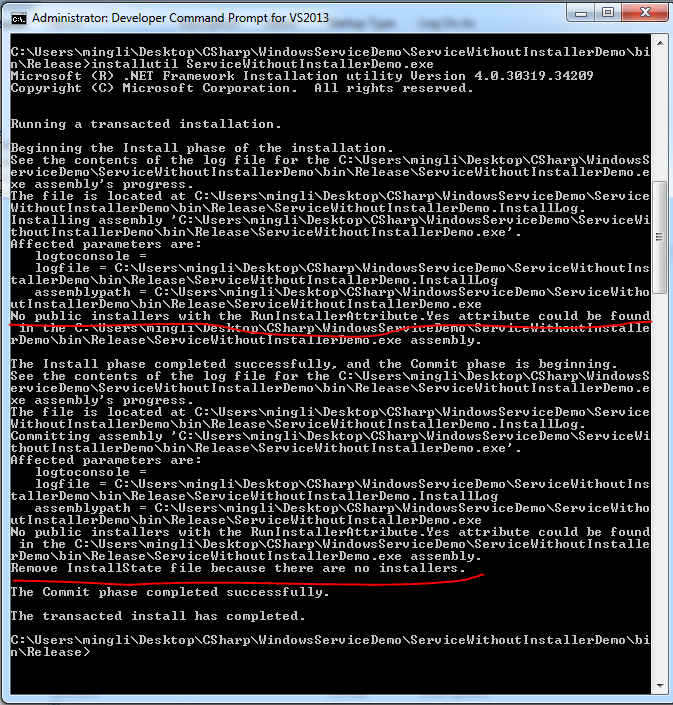 Administrator: Developer Command Prompt for VS2013
C:\Users\mingli\Desktop\CSharp\WindowsServiceDemo\ServiceWithoutInstallerDemo\bi
n\Release>installutil ServiceWithoutInstallerDemo.exe
Microsoft (R) .NET Framework Installation utility Version 4.0.30319.34209
Copyright (C) Microsoft Corporation.  All rights reserved.
Running a transacted installation.
Beginning the Install phase of the installation.
See the contents of the log file for the C:\Users\mingli\Desktop\CSharp\WindowsS
erviceDemo\ServiceWithoutInstallerDemo\bin\Release\ServiceWithoutInstallerDemo.e
xe assembly's progress.
The file is located at C:\Users\mingli\Desktop\CSharp\WindowsServiceDemo\Service
WithoutInstallerDemo\bin\Release\ServiceWithoutInstallerDemo.InstallLog.
Installing assembly 'C:\Users\mingli\Desktop\CSharp\WindowsServiceDemo\ServiceWi
thoutInstallerDemo\bin\Release\ServiceWithoutInstallerDemo.exe'.
Affected parameters are:
logtoconsole =
logfile = C:\Users\mingli\Desktop\CSharp\WindowsServiceDemo\ServiceWithoutIns
tallerDemo\bin\Release\ServiceWithoutInstallerDemo.InstallLog
assemblypath = C:\Users\mingli\Desktop\CSharp\WindowsServiceDemo\ServiceWitho
utInstallerDemo\bin\Release\ServiceWithoutInstallerDemo.exe
No public installers with the RunInstallerAttribute.Yes attribute could be found
in the C:\Users\mingli\Desktop\CSharp\WindowsServiceDemo\ServiceWithoutInstalle
rDemo\bin\Release\ServiceWithoutInstallerDemo.exe assembly.
The Install phase completed successfully, and the Commit phase is beginning.
See the contents of the log file for the C:\Users\mingli\Desktop\CSharp\WindowsS
erviceDemo\ServiceWithoutInstallerDemo\bin\Release\ServiceWithoutInstallerDemo.e
xe assembly's progress.
The file is located at C:\Users\mingli\Desktop\CSharp\WindowsServiceDemo\Service
WithoutInstallerDemo\bin\Release\ServiceWithoutInstallerDemo.InstallLog.
Committing assembly 'C:\Users\mingli\Desktop\CSharp\WindowsServiceDemo\ServiceWi
thoutInstallerDemo\bin\Release\ServiceWithoutInstallerDemo.exe'.
Affected parameters are:
logtoconsole =
logfile = C:\Users\mingli\Desktop\CSharp\WindowsServiceDemo\ServiceWithoutIns
tallerDemo\bin\Release\ServiceWithoutInstallerDemo.InstallLog
assemblypath = C:\Users\mingli\Desktop\CSharp\WindowsServiceDemo\ServiceWitho
utInstallerDemo\bin\Release\ServiceWithoutInstallerDemo.exe
No public installers with the RunInstallerAttribute.Yes attribute could be found
in the C:\Users\mingli\Desktop\CSharp\WindowsServiceDemo\ServiceWithoutInstalle
rDemo\bin\Release\ServiceWithoutInstallerDemo.exe assembly.
Remove InstallState file because there are no installers.
The Commit phase completed successfully.
The transacted install has completed.
C:\Users\mingli\Desktop\CSharp\WindowsServiceDemo\ServiceWithoutInstallerDemo\bi
n\Release>